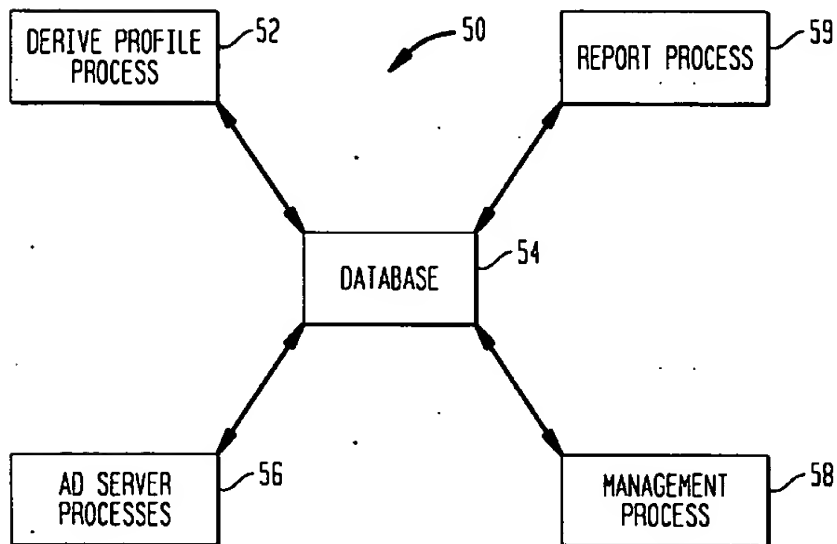 DERIVE PROFILE
PROCESS
52
50
REPORT PROCESS
59
DATABASE
54
AD SERVER
PROCESSES
56
MANAGEMENT
PROCESS
58